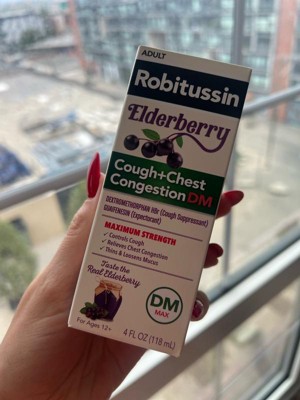 ADULT
Robitussin
Elderberry
Cough+Chest
Congestion DM
DEXTROMETHORPHAN HBr (Cough Suppressant)
GUAIFENESIN (Expectorant)
MAXIMUM STRENGTH
✓ Controls Cough
✓ Relieves Chest Congestion
✓ Thins & Loosens Mucus
Taste the
Real Elderberry
DM
MAX
For Ages 12+
4 FL OZ (118 mL)